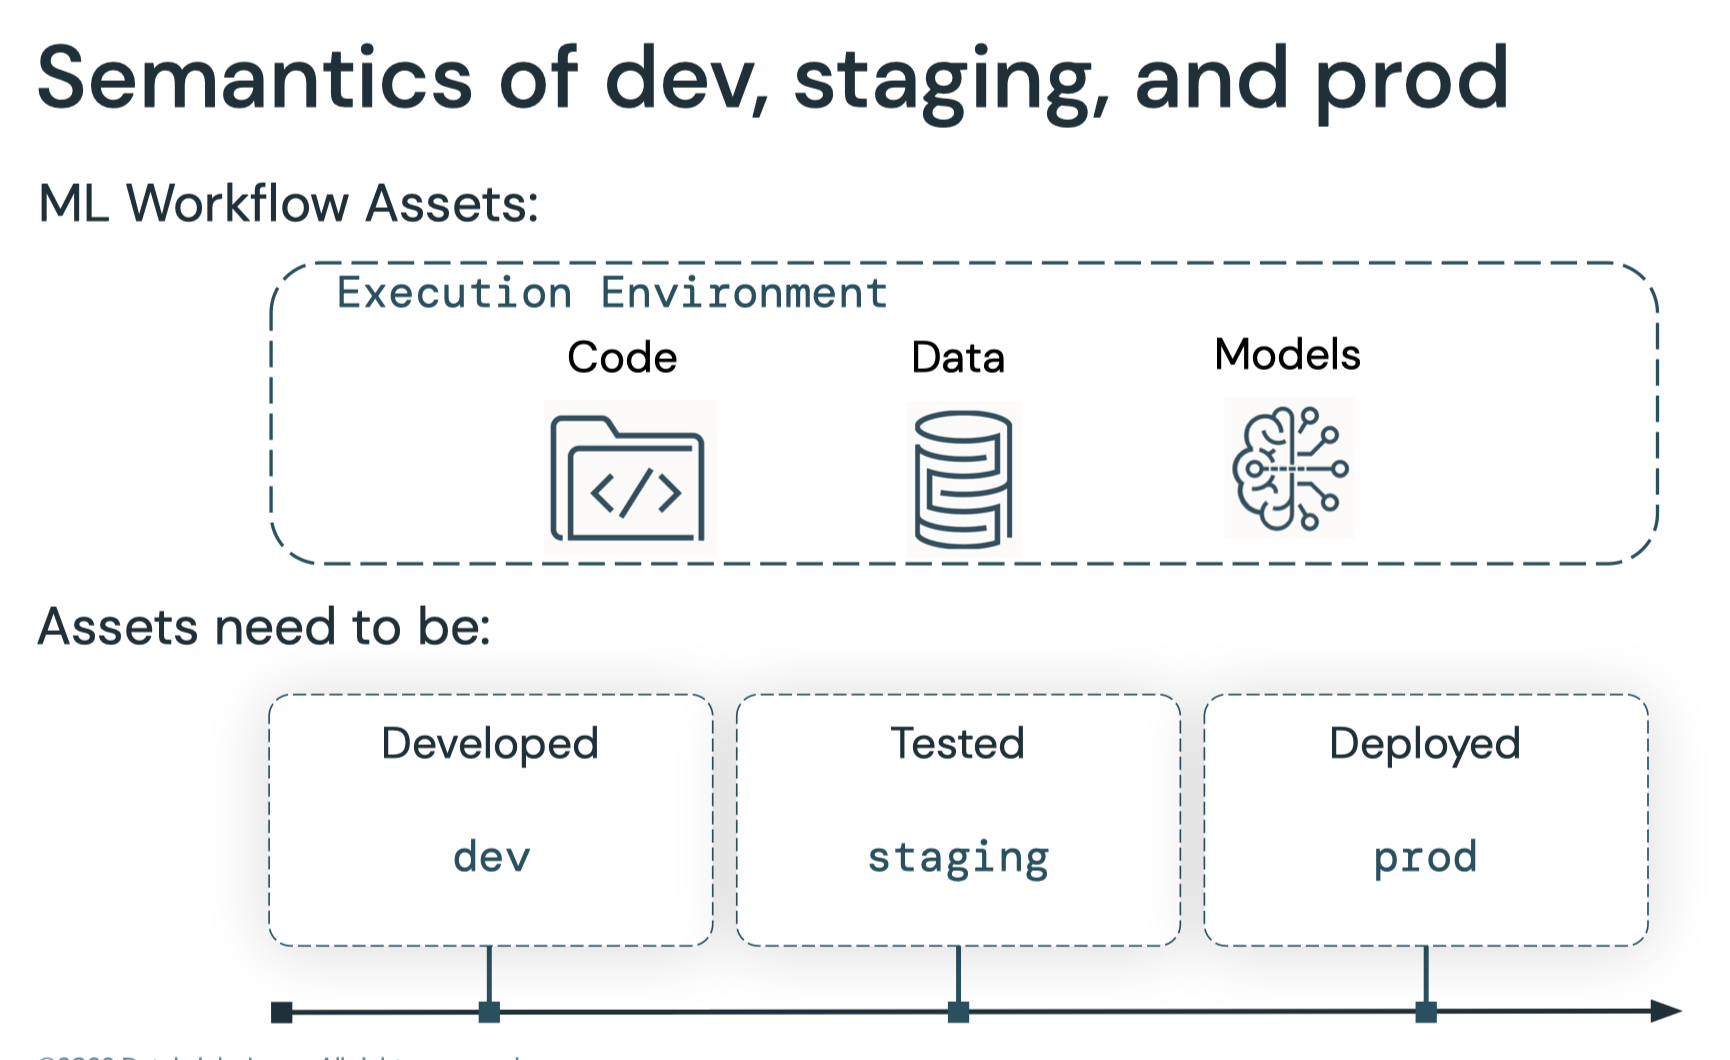 Semantics of dev, staging, and prod
ML Workflow Assets:
Execution Environment
Code Data Models
</>
Assets need to be:
Developed Tested Deployed
dev staging prod